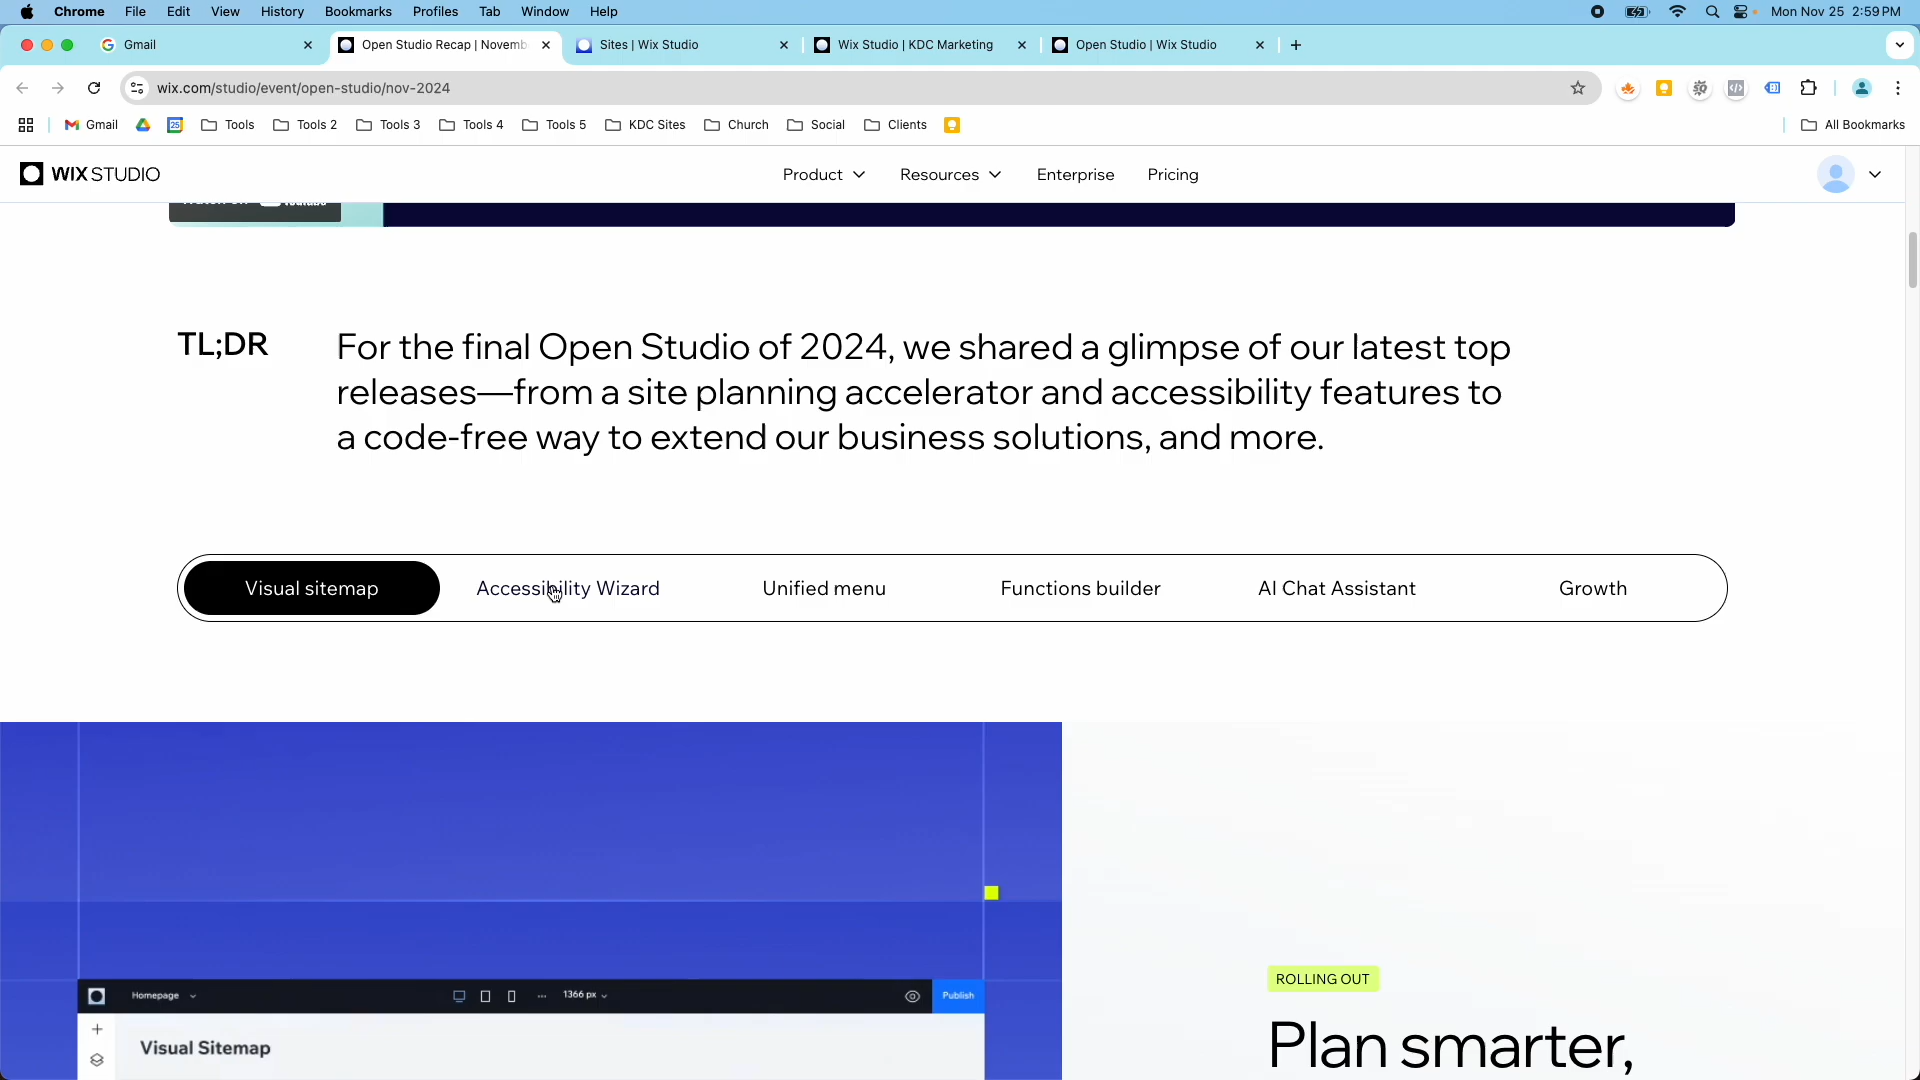 Chrome File Edit View History Bookmarks Profiles Tab Window Help Mon Nov 25 2:59 PM
Gmail Open Studio Recap | Novemb Sites | Wix Studio Wix Studio | KDC Marketing Open Studio | Wix Studio
wix.com/studio/event/open-studio/nov-2024
Gmail 25 Tools Tools 2 Tools 3 Tools 4 Tools 5 KDC Sites Church Social Clients All Bookmarks
WIX STUDIO Product Resources Enterprise Pricing
TL;DR
For the final Open Studio of 2024, we shared a glimpse of our latest top
releases—from a site planning accelerator and accessibility features to
a code-free way to extend our business solutions, and more.
Visual sitemap Accessibility Wizard Unified menu Functions builder AI Chat Assistant Growth
ROLLING OUT
Homepage 1366 px Publish
Visual Sitemap
Plan smarter,